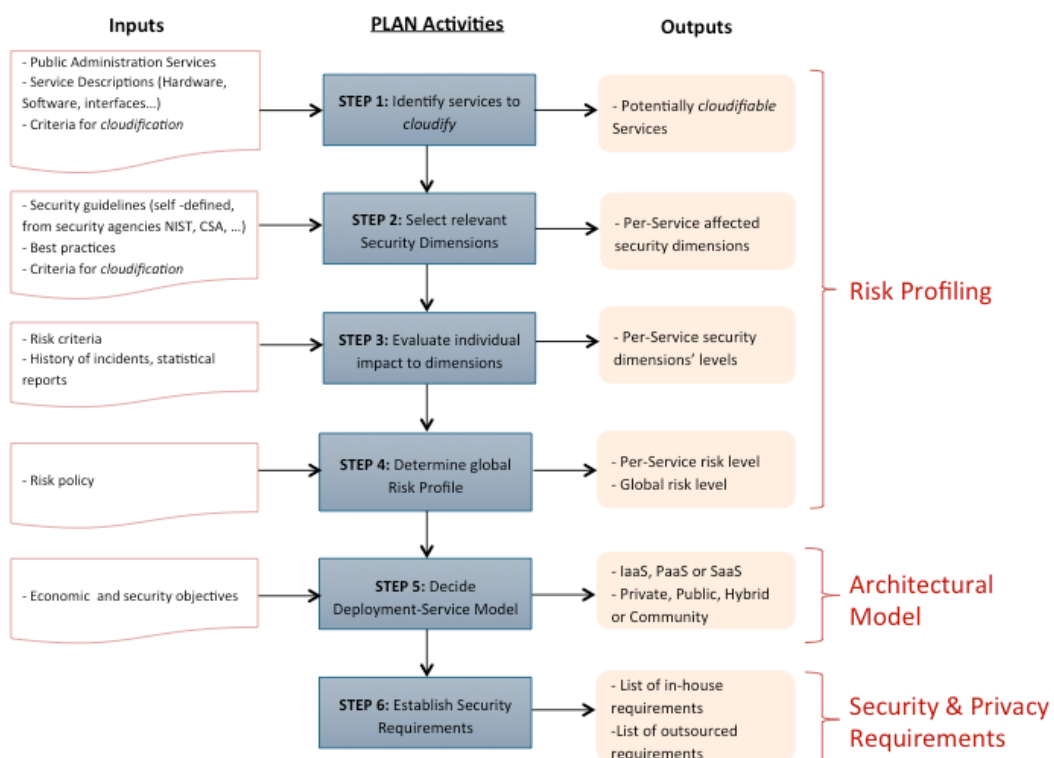 Inputs
PLAN Activities
Outputs
- Public Administration Services
- Service Descriptions (Hardware,
Software, interfaces...)
- Criteria for cloudification
STEP 1: Identify services to
cloudify
- Potentially cloudifiable
Services
- Security guidelines (self -defined,
from security agencies NIST, CSA, ...)
- Best practices
- Criteria for cloudification
STEP 2: Select relevant
Security Dimensions
- Per-Service affected
security dimensions
Risk Profiling
- Risk criteria
- History of incidents, statistical
reports
STEP 3: Evaluate individual
impact to dimensions
- Per-Service security
dimensions' levels
- Risk policy
STEP 4: Determine global
Risk Profile
- Per-Service risk level
- Global risk level
- Economic and security objectives
STEP 5: Decide
Deployment-Service Model
- IaaS, PaaS or SaaS
- Private, Public, Hybrid
or Community
Architectural
Model
STEP 6: Establish Security
Requirements
- List of in-house
requirements
-List of outsourced
requirements
Security & Privacy
Requirements